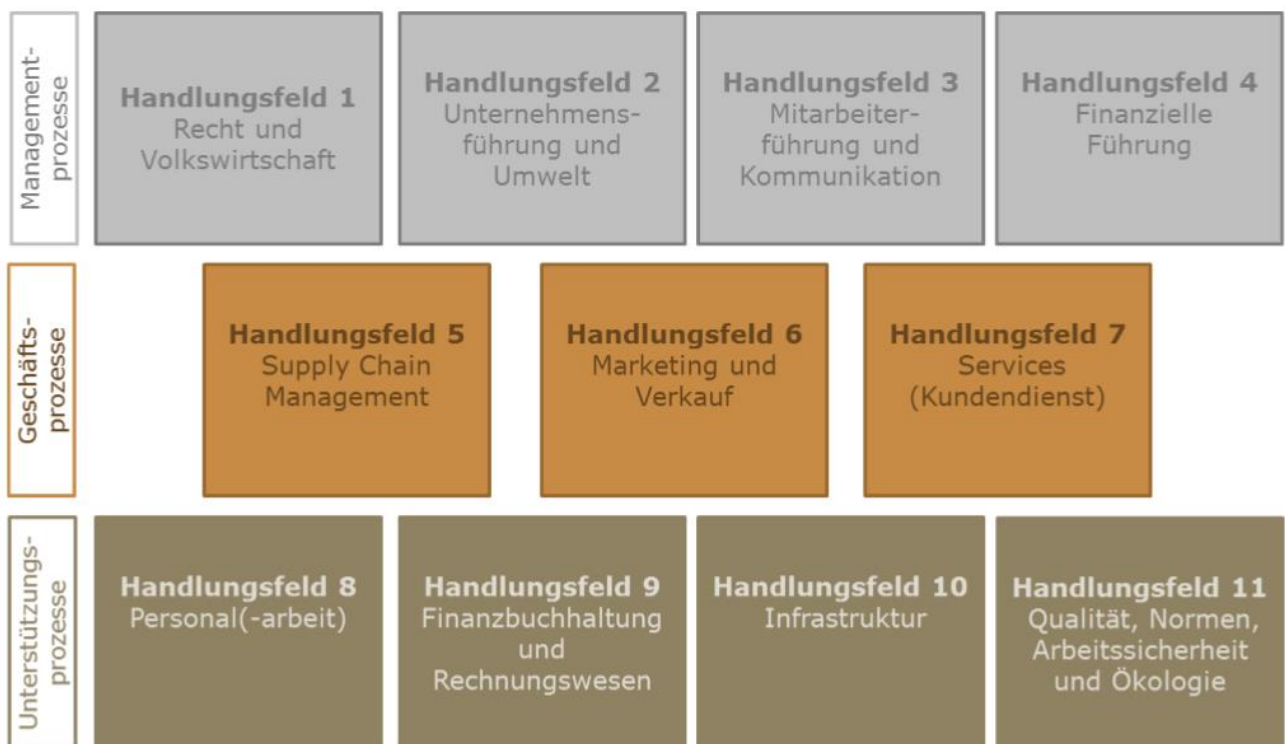 Management-
prozesse
Handlungsfeld 1
Recht und
Volkswirtschaft
Handlungsfeld 2
Unternehmens-
führung und
Umwelt
Handlungsfeld 3
Mitarbeiter-
führung und
Kommunikation
Handlungsfeld 4
Finanzielle
Führung
Geschäfts-
prozesse
Handlungsfeld 5
Supply Chain
Management
Handlungsfeld 6
Marketing und
Verkauf
Handlungsfeld 7
Services
(Kundendienst)
Unterstützungs-
prozesse
Handlungsfeld 8
Personal(-arbeit)
Handlungsfeld 9
Finanzbuchhaltung
und
Rechnungswesen
Handlungsfeld 10
Infrastruktur
Handlungsfeld 11
Qualität, Normen,
Arbeitssicherheit
und Ökologie